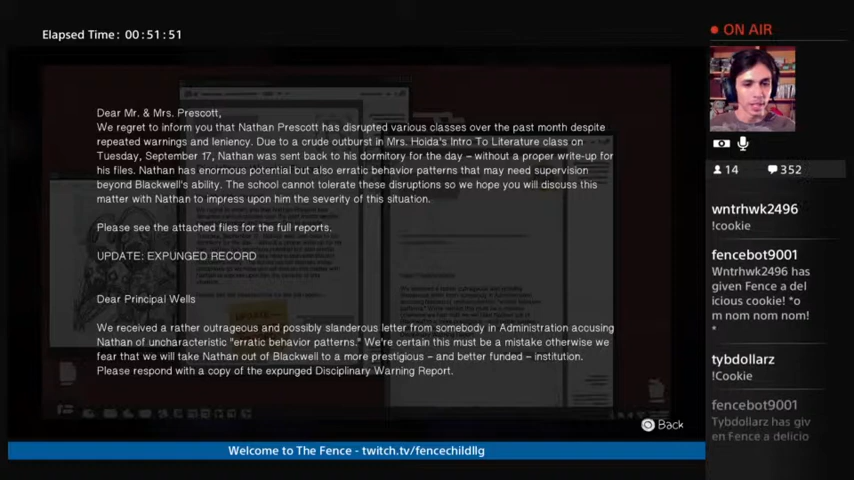 Elapsed Time: 00:51:51
ON AIR
Dear Mr. & Mrs. Prescott,
We regret to inform you that Nathan Prescott has disrupted various classes over the past month despite
repeated warnings and leniency. Due to a crude outburst in Mrs. Hoida's Intro To Literature class on
Tuesday, September 17, Nathan was sent back to his dormitory for the day – without a proper write-up for
his files. Nathan has enormous potential but also erratic behavior patterns that may need supervision
beyond Blackwell's ability. The school cannot tolerate these disruptions so we hope you will discuss this
matter with Nathan to impress upon him the severity of this situation.
Please see the attached files for the full reports.
UPDATE: EXPUNGED RECORD
Dear Principal Wells
We received a rather outrageous and possibly slanderous letter from somebody in Administration accusing
Nathan of uncharacteristic "erratic behavior patterns." We're certain this must be a mistake otherwise we
fear that we will take Nathan out of Blackwell to a more prestigious – and better funded – institution.
Please respond with a copy of the expunged Disciplinary Warning Report.
Back
Welcome to The Fence - twitch.tv/fencechildllg
14
352
wntrhwk2496
!cookie
fencebot9001
Wntrhwk2496 has
given Fence a del
icious cookie! *o
m nom nom nom!
*
tybdollarz
!Cookie
fencebot9001
Tybdollarz has giv
en Fence a delicio